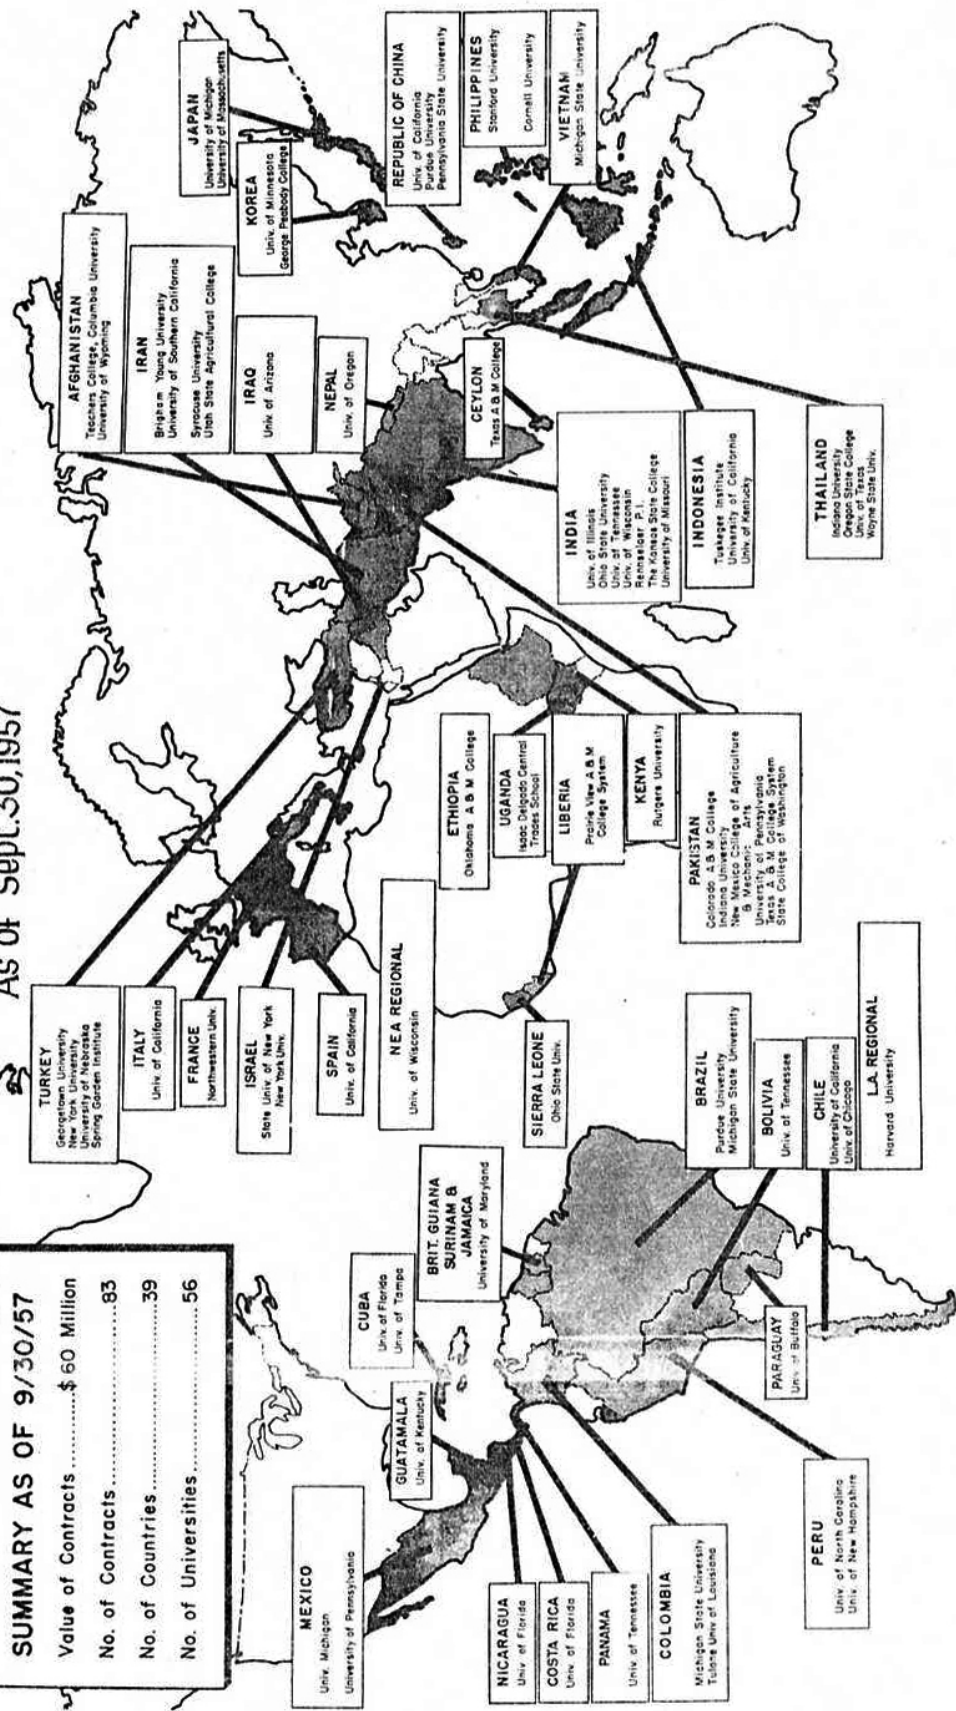 As Of Sept.30,1957
SUMMARY AS OF 9/30/57
Value of Contracts ..........$ 60 Million
No. of Contracts ......................83
No. of Countries ......................39
No. of Universities ..................56
MEXICO
Univ. Michigan
University of Pennsylvania
GUATAMALA
Univ. of Kentucky
CUBA
Univ. of Florida
Univ. of Tampa
BRIT. GUIANA
SURINAM &
JAMAICA
University of Maryland
NICARAGUA
Univ of Florida
COSTA RICA
Univ. of Florida
PANAMA
Univ of Tennessee
COLOMBIA
Michigan State University
Tulane Univ of Louisiana
PERU
Univ. of North Carolina
Univ. of New Hampshire
PARAGUAY
Univ of Buffalo
BRAZIL
Purdue University
Michigan State University
BOLIVIA
Univ. of Tennessee
CHILE
University of California
Univ. of Chicago
L.A. REGIONAL
Harvard University
TURKEY
Georgetown University
New York University
University of Nebraska
Spring Garden Institute
ITALY
Univ. of California
FRANCE
Northwestern Univ.
ISRAEL
State Univ. of New York
New York Univ.
SPAIN
Univ. of California
NEA REGIONAL
Univ. of Wisconsin
SIERRA LEONE
Ohio State Univ.
ETHIOPIA
Oklahoma A & M College
UGANDA
Isaac Delgado Central
Trades School
LIBERIA
Prairie View A & M
College System
KENYA
Rutgers University
PAKISTAN
Colorado A & M College
Indiana University
New Mexico College of Agriculture
& Mechanic Arts
University of Pennsylvania
Texas A & M College System
State College of Washington
AFGHANISTAN
Teachers College, Columbia University
University of Wyoming
IRAN
Brigham Young University
University of Southern California
Syracuse University
Utah State Agricultural College
IRAQ
Univ. of Arizona
NEPAL
Univ. of Oregon
CEYLON
Texas A & M College
INDIA
Univ. of Illinois
Ohio State University
Univ. of Tennessee
Univ. of Wisconsin
Rennselaer P. I.
The Kansas State College
University of Missouri
INDONESIA
Tuskegee Institute
University of California
Univ. of Kentucky
THAILAND
Indiana University
Oregon State College
Univ. of Texas
Wayne State Univ.
JAPAN
University of Michigan
University of Massachusetts
KOREA
Univ. of Minnesota
George Peabody College
REPUBLIC OF CHINA
Univ. of California
Purdue University
Pennsylvania State University
PHILIPPINES
Stanford University
Cornell University
VIETNAM
Michigan State University